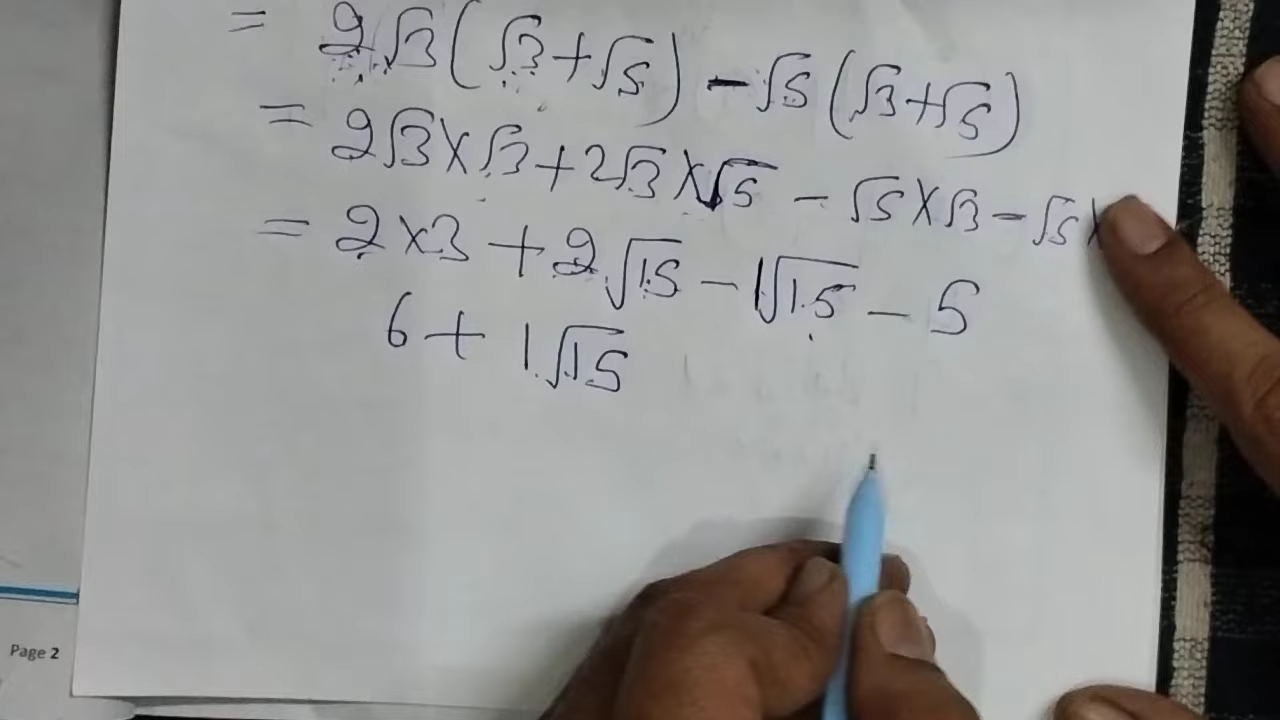 = 2√3(√3+√5) - √5(√3+√5)
= 2√3×√3+2√3×√5 - √5×√3-√5×
= 2×3 + 2√15 - 1√15 - 5
6 + 1√15
Page 2